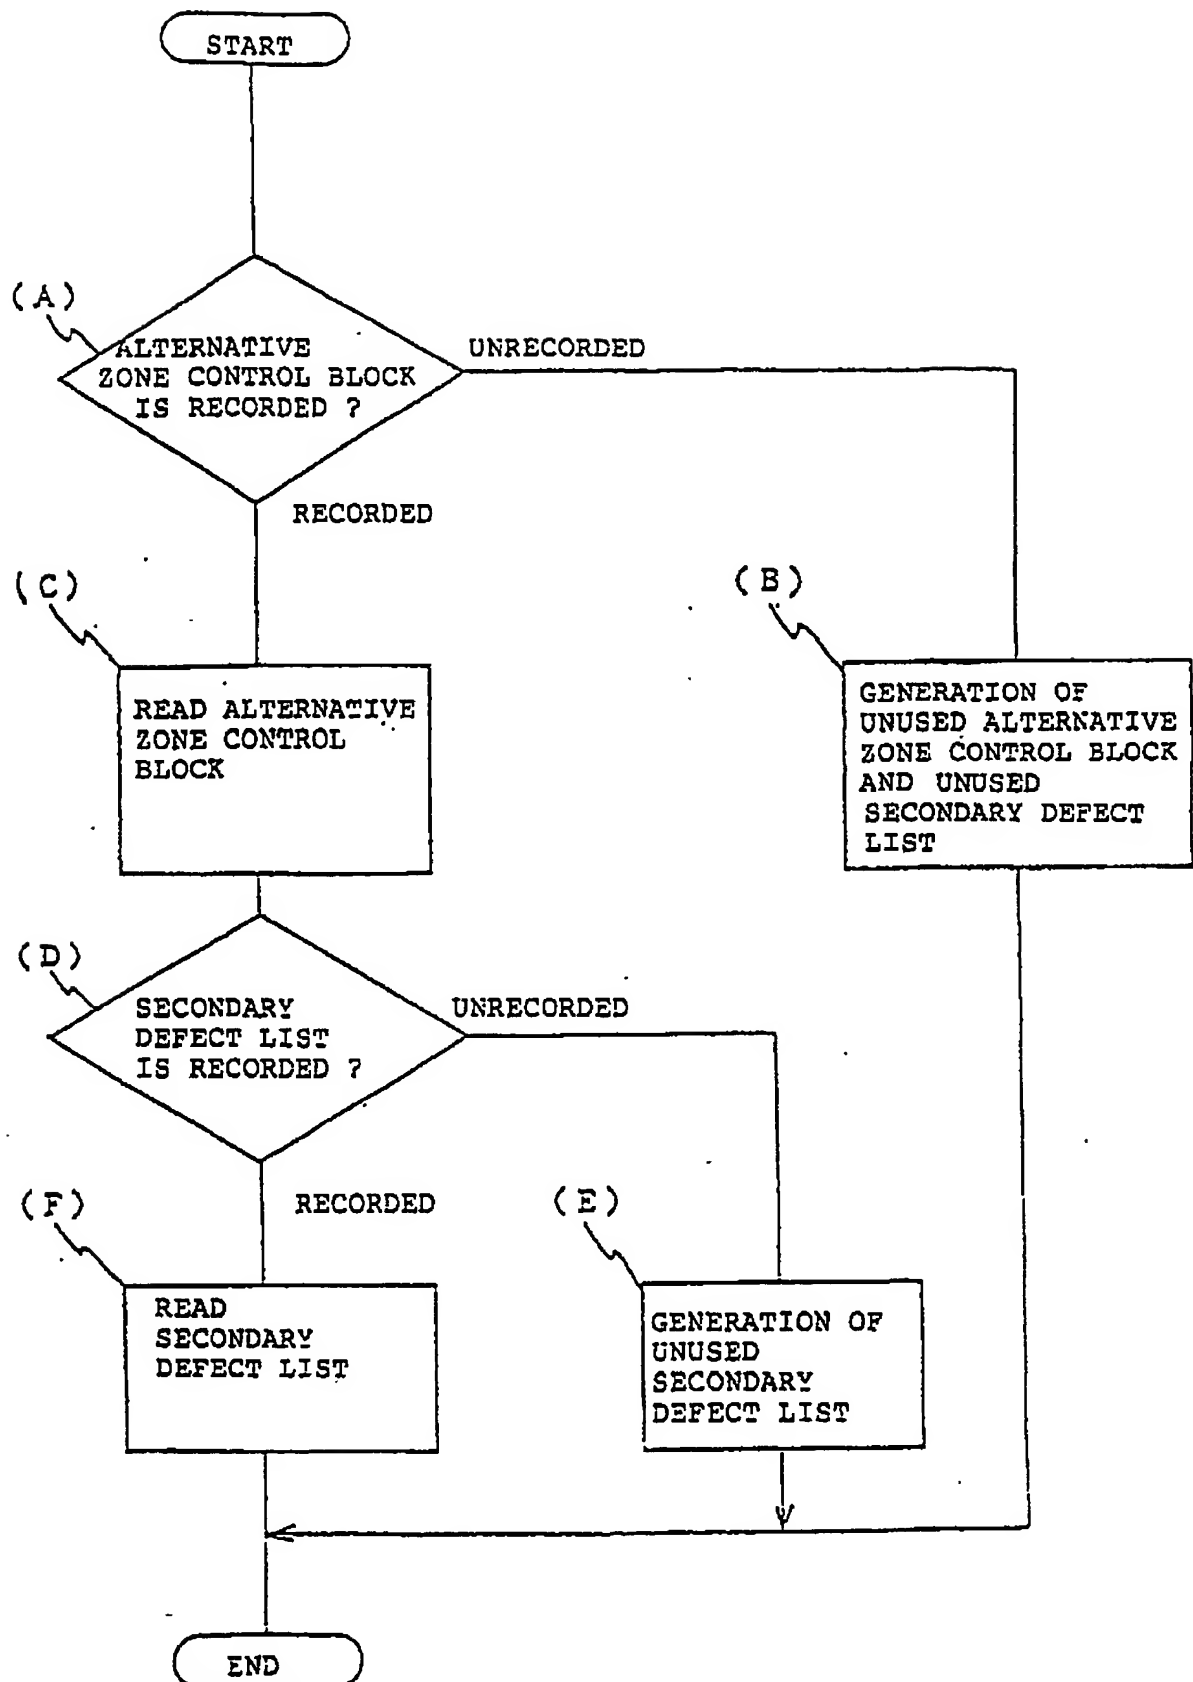 START
(A)
ALTERNATIVE
ZONE CONTROL BLOCK
IS RECORDED ?
UNRECORDED
RECORDED
(C)
READ ALTERNATIVE
ZONE CONTROL
BLOCK
(B)
GENERATION OF
UNUSED ALTERNATIVE
ZONE CONTROL BLOCK
AND UNUSED
SECONDARY DEFECT
LIST
(D)
SECONDARY
DEFECT LIST
IS RECORDED ?
UNRECORDED
RECORDED
(F)
READ
SECONDARY
DEFECT LIST
(E)
GENERATION OF
UNUSED
SECONDARY
DEFECT LIST
END